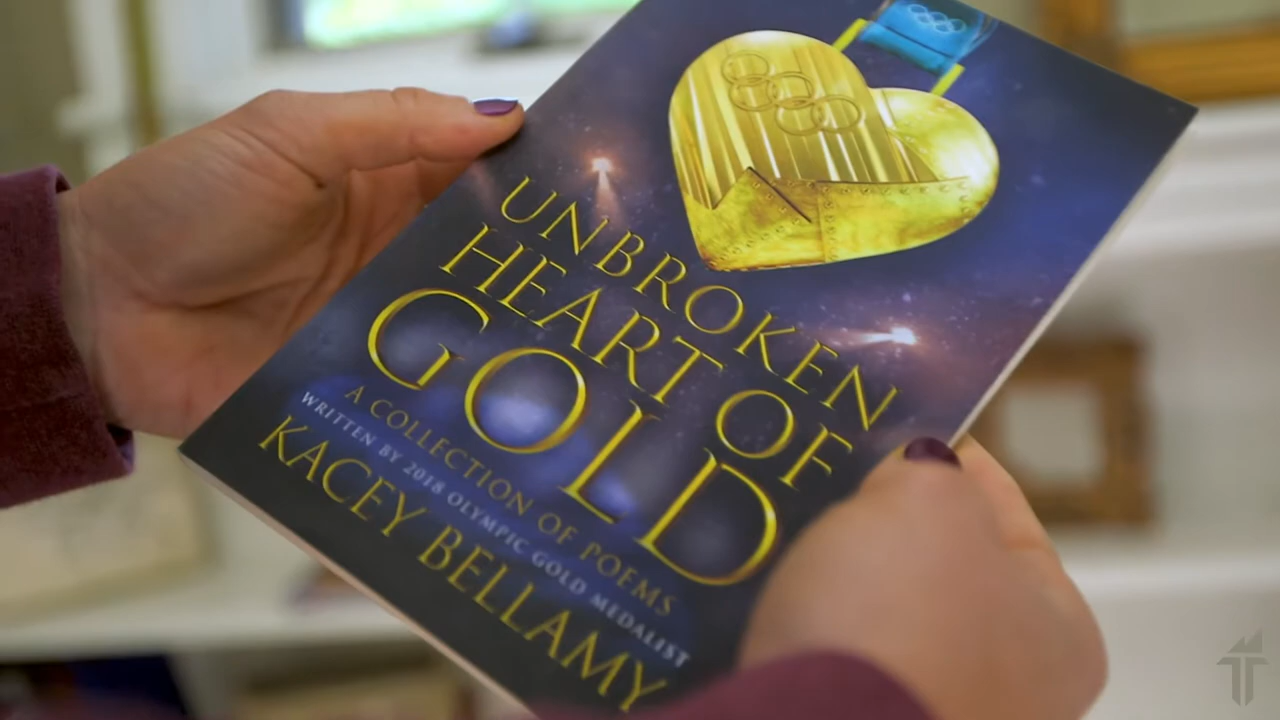 UNBROKEN
HEART OF
GOLD
A COLLECTION OF POEMS
WRITTEN BY 2018 OLYMPIC GOLD MEDALIST
KACEY BELLAMY